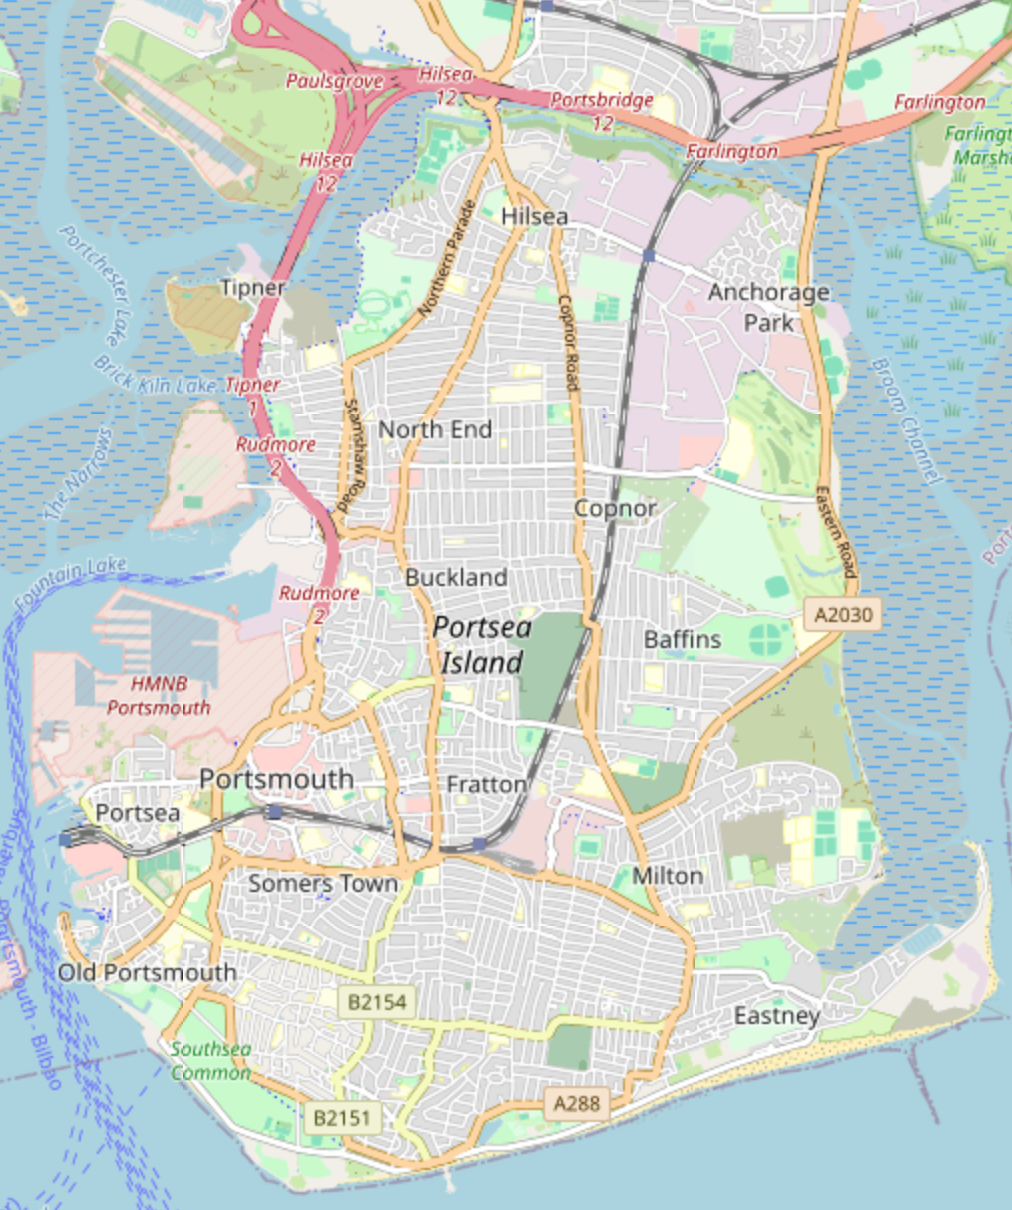 Paulsgrove
Hilsea
12
Portsbridge
12
Farlington
Farlington
Hilsea
12
Farlington
Northern Parade
Hilsea
Portchester Lake
Tipner
Anchorage
Park
Copnor Road
Brick Kiln Lake
Tipner
1
Broom Channel
Stamshaw Road
North End
Rudmore
2
The Narrows
Copnor
Eastern Road
Fountain Lake
Buckland
Rudmore
2
A2030
Portsea
Island
Baffins
HMNB
Portsmouth
Portsmouth
Fratton
Portsea
Somers Town
Milton
Old Portsmouth
B2154
Eastney
Portsmouth - Bilbao
Southsea
Common
B2151
A288